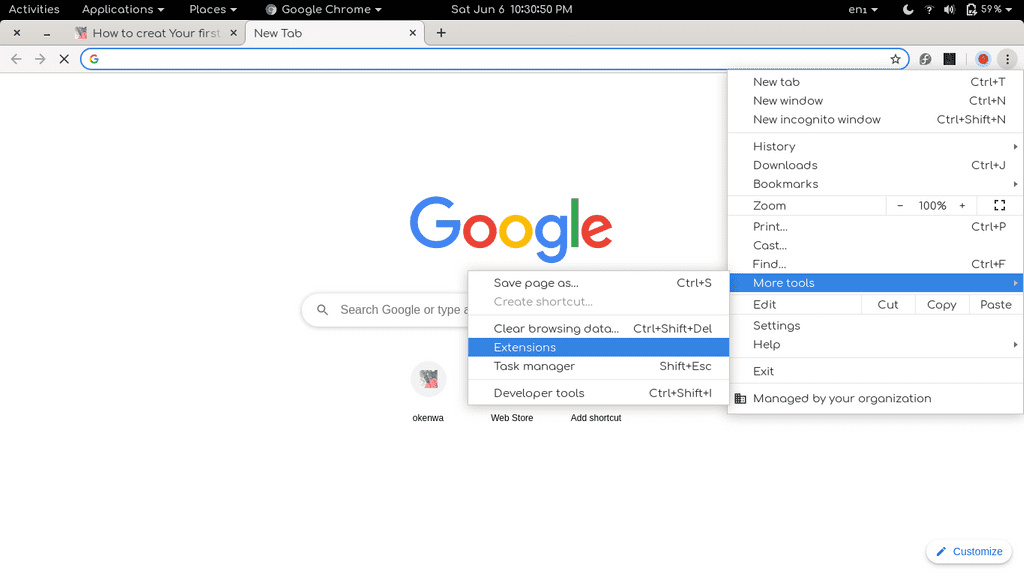 Activities Applications Places Google Chrome Sat Jun 6 10:30:50 PM en1 59%
How to creat Your first New Tab
New tab Ctrl+T
New window Ctrl+N
New incognito window Ctrl+Shift+N
History
Downloads Ctrl+J
Bookmarks
Zoom − 100% +
Print... Ctrl+P
Cast...
Find... Ctrl+F
More tools
Edit Cut Copy Paste
Settings
Help
Exit
Managed by your organization
Save page as... Ctrl+S
Create shortcut...
Clear browsing data... Ctrl+Shift+Del
Extensions
Task manager Shift+Esc
Developer tools Ctrl+Shift+I
Google
Search Google or type a
okenwa Web Store Add shortcut
Customize